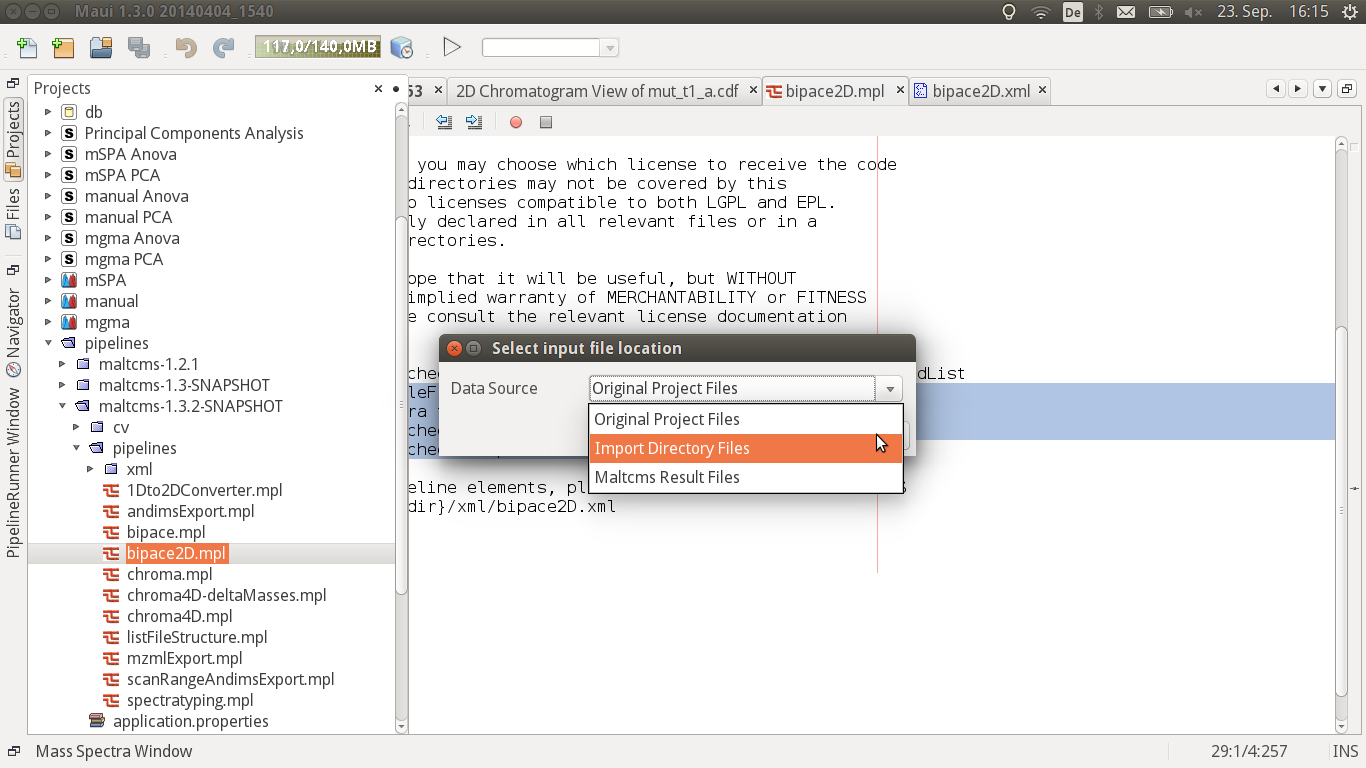 Maui 1.3.0 20140404_1540
De
23. Sep.
16:15
117,0/140,0MB
Projects
Files
Navigator
PipelineRunner Window
Projects
db
Principal Components Analysis
mSPA Anova
mSPA PCA
manual Anova
manual PCA
mgma Anova
mgma PCA
mSPA
manual
mgma
pipelines
maltcms-1.2.1
maltcms-1.3-SNAPSHOT
maltcms-1.3.2-SNAPSHOT
cv
pipelines
xml
1Dto2DConverter.mpl
andimsExport.mpl
bipace.mpl
bipace2D.mpl
chroma.mpl
chroma4D-deltaMasses.mpl
chroma4D.mpl
listFileStructure.mpl
mzmlExport.mpl
scanRangeAndimsExport.mpl
spectratyping.mpl
application.properties
53
2D Chromatogram View of mut_t1_a.cdf
bipace2D.mpl
bipace2D.xml
you may choose which license to receive the code
directories may not be covered by this
licenses compatible to both LGPL and EPL.
ly declared in all relevant files or in a
rectories.
ope that it will be useful, but WITHOUT
implied warranty of MERCHANTABILITY or FITNESS
e consult the relevant license documentation
Select input file location
Data Source
Original Project Files
Original Project Files
Import Directory Files
Maltcms Result Files
dList
eline elements, pl
dir}/xml/bipace2D.xml
Mass Spectra Window
29:1/4:257
INS